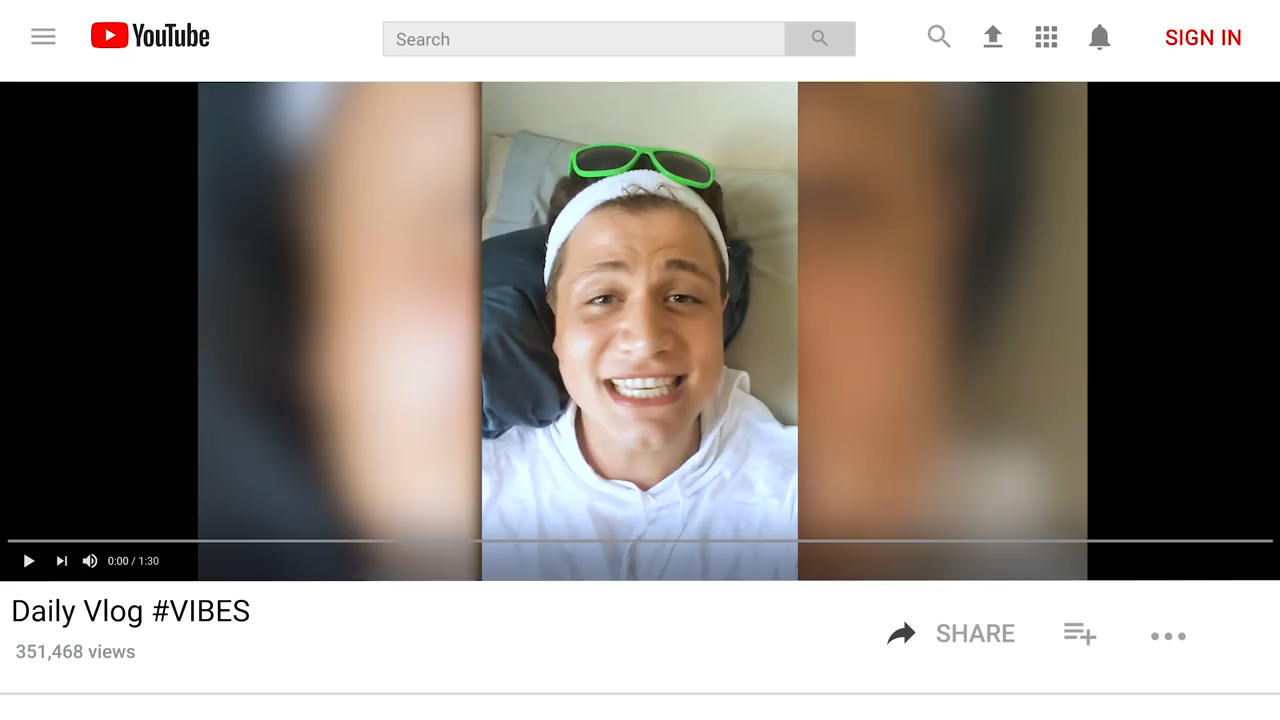 YouTube
Search
SIGN IN
0:00 / 1:30
Daily Vlog #VIBES
351,468 views
SHARE